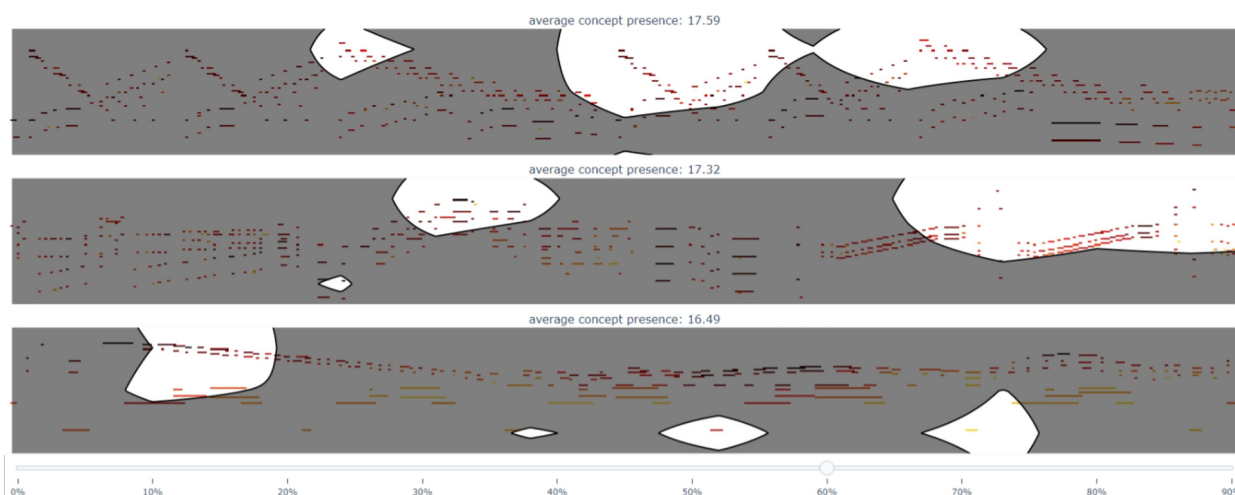 average concept presence: 17.59
average concept presence: 17.32
average concept presence: 16.49
0% 10% 20% 30% 40% 50% 60% 70% 80% 90%